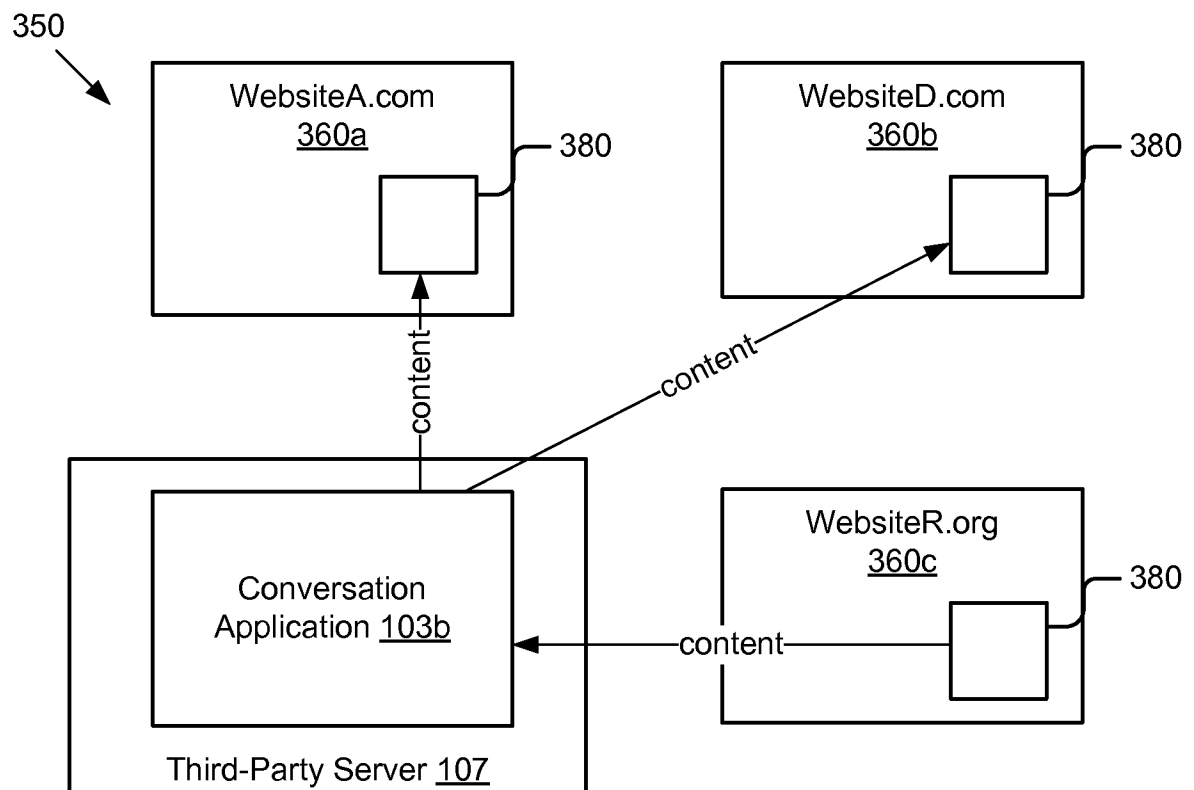 350
WebsiteA.com
360a
380
WebsiteD.com
360b
380
content
content
WebsiteR.org
360c
380
content
Conversation
Application 103b
Third-Party Server 107